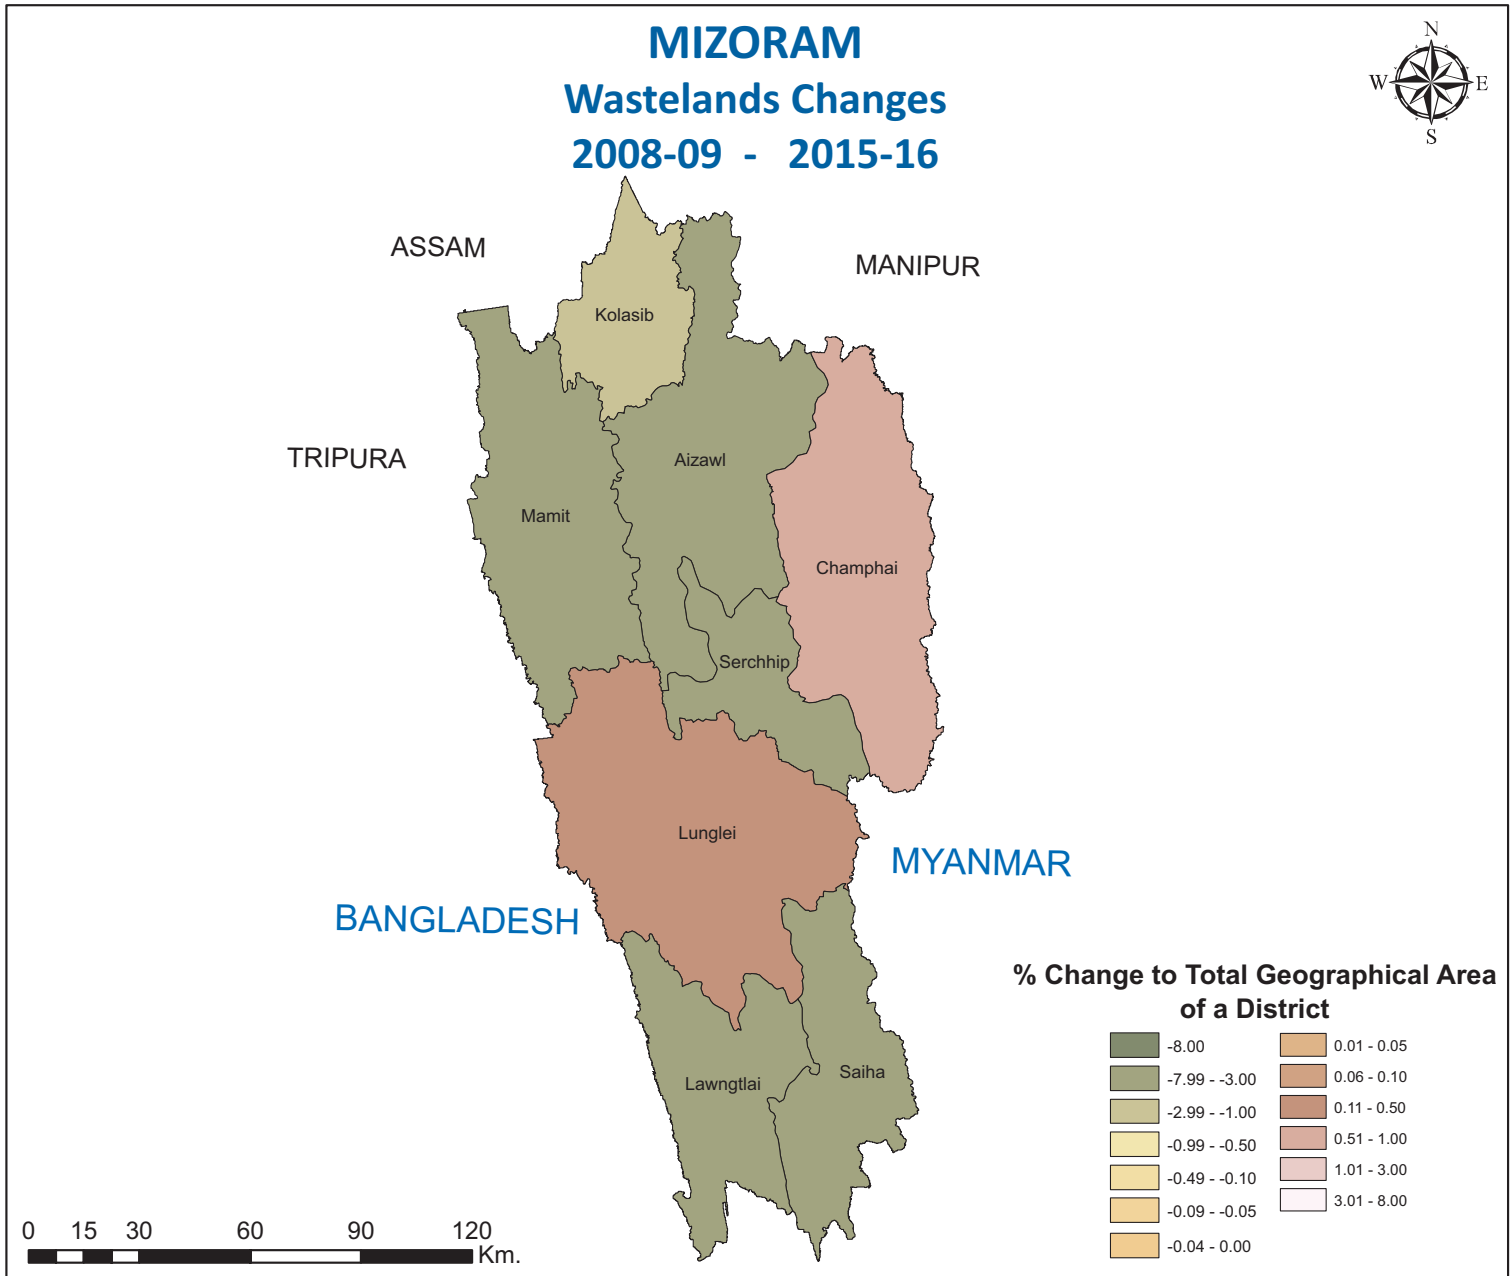 MIZORAM
Wastelands Changes
2008-09 - 2015-16
N
W E
S
ASSAM
MANIPUR
Kolasib
TRIPURA
Aizawl
Mamit
Champhai
Serchhip
Lunglei
MYANMAR
BANGLADESH
Lawngtlai
Saiha
% Change to Total Geographical Area
of a District
-8.00
-7.99 - -3.00
-2.99 - -1.00
-0.99 - -0.50
-0.49 - -0.10
-0.09 - -0.05
-0.04 - 0.00
0.01 - 0.05
0.06 - 0.10
0.11 - 0.50
0.51 - 1.00
1.01 - 3.00
3.01 - 8.00
0 15 30 60 90 120
Km.